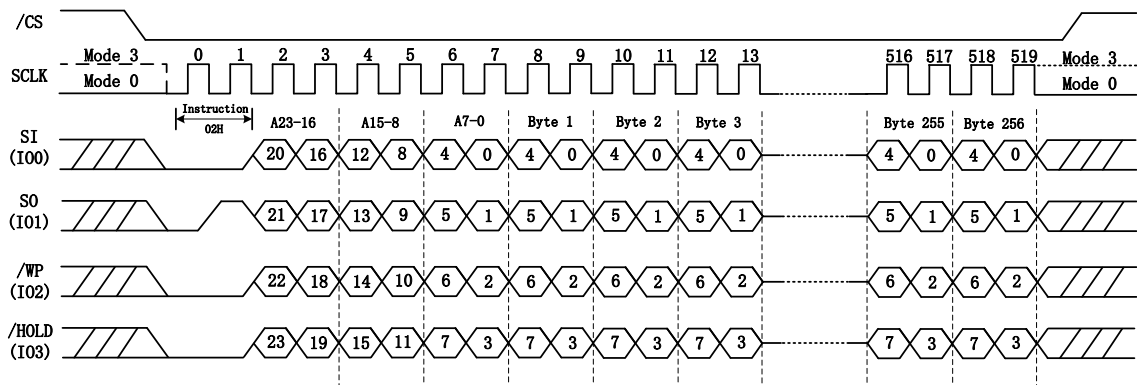 /CS
Mode 3 0 1 2 3 4 5 6 7 8 9 10 11 12 13 516 517 518 519 Mode 3
SCLK
Mode 0 Mode 0
Instruction
02H
A23-16 A15-8 A7-0 Byte 1 Byte 2 Byte 3 Byte 255 Byte 256
SI
(IO0)
20 16 12 8 4 0 4 0 4 0 4 0 4 0 4 0
SO
(IO1)
21 17 13 9 5 1 5 1 5 1 5 1 5 1 5 1
/WP
(IO2)
22 18 14 10 6 2 6 2 6 2 6 2 6 2 6 2
/HOLD
(IO3)
23 19 15 11 7 3 7 3 7 3 7 3 7 3 7 3